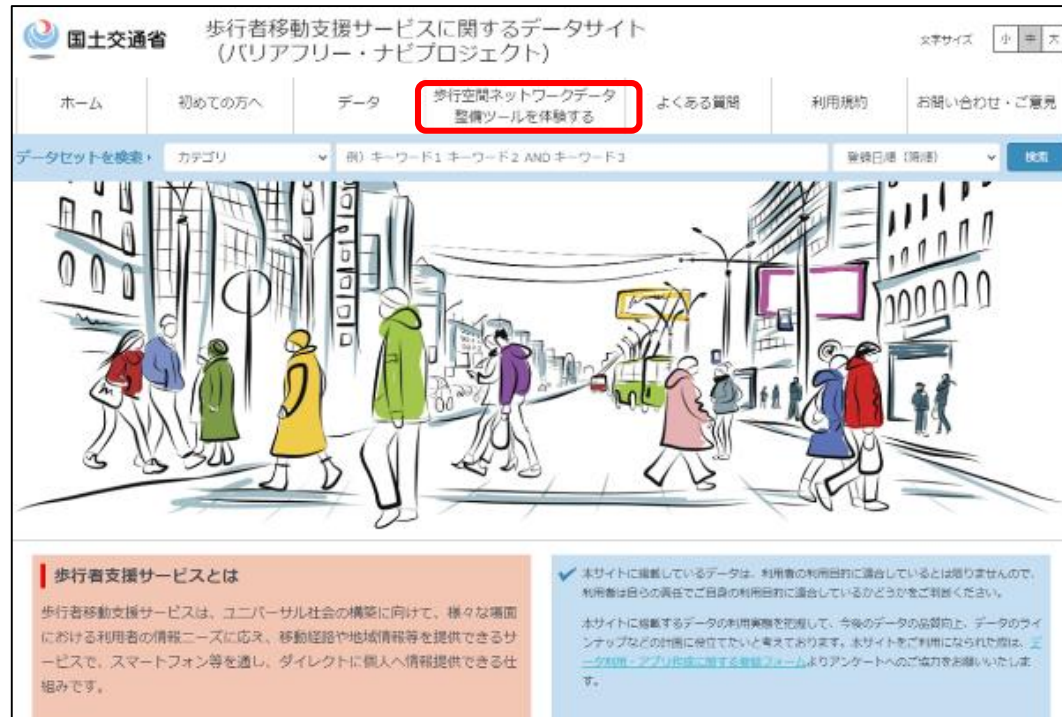 国土交通省
歩行者移動支援サービスに関するデータサイト
(バリアフリー・ナビプロジェクト)
文字サイズ 小 中 大
ホーム
初めての方へ
データ
歩行空間ネットワークデータ
整備ツールを体験する
よくある質問
利用規約
お問い合わせ・ご意見
データセットを検索
カテゴリ
例) キーワード1 キーワード2 AND キーワード3
登録日順 (降順)
検索
歩行者支援サービスとは
歩行者移動支援サービスは、ユニバーサル社会の構築に向けて、様々な場面
における利用者の情報ニーズに応え、移動経路や地域情報等を提供できるサ
ービスで、スマートフォン等を通し、ダイレクトに個人へ情報提供できる仕
組みです。
本サイトに掲載しているデータは、利用者の利用目的に適合しているとは限りませんので、
利用者は自らの責任でご自身の利用目的に適合しているかどうかをご判断ください。
本サイトに掲載するデータの利用実態を把握して、今後のデータの品質向上、データのライ
ンナップなどの計画に役立てたいと考えております。本サイトをご利用になられた際は、デ
ータ利用・アプリ作成に関する登録フォームよりアンケートへのご協力をお願いいたしま
す。